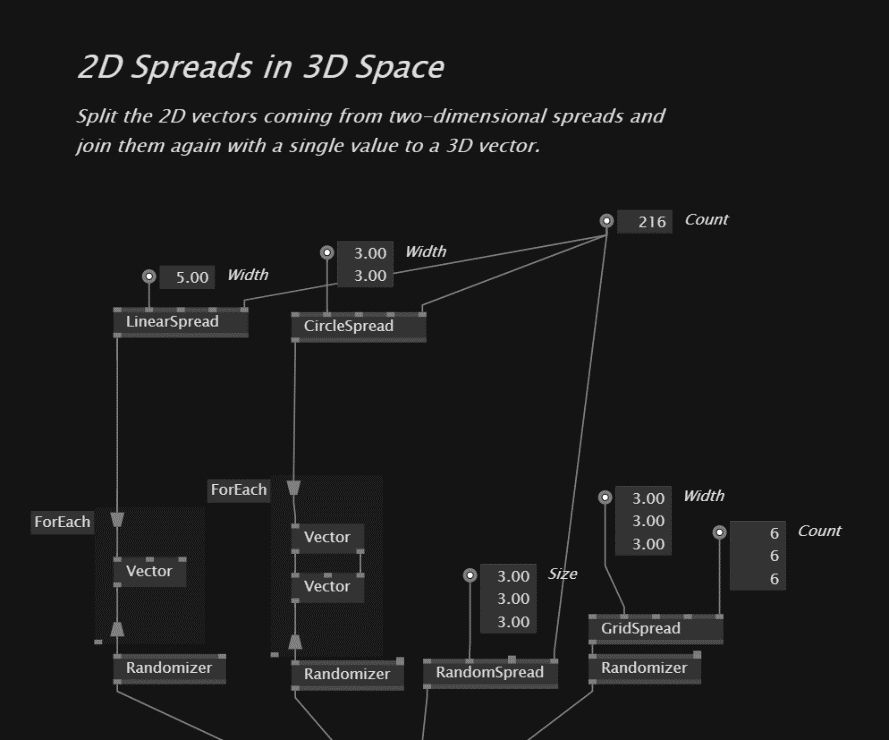 2D Spreads in 3D Space
Split the 2D vectors coming from two-dimensional spreads and
join them again with a single value to a 3D vector.
216
Count
5.00
Width
3.00
3.00
Width
LinearSpread
CircleSpread
ForEach
ForEach
Vector
Vector
Vector
3.00
3.00
3.00
Size
3.00
3.00
3.00
Width
6
6
6
Count
GridSpread
Randomizer
Randomizer
RandomSpread
Randomizer